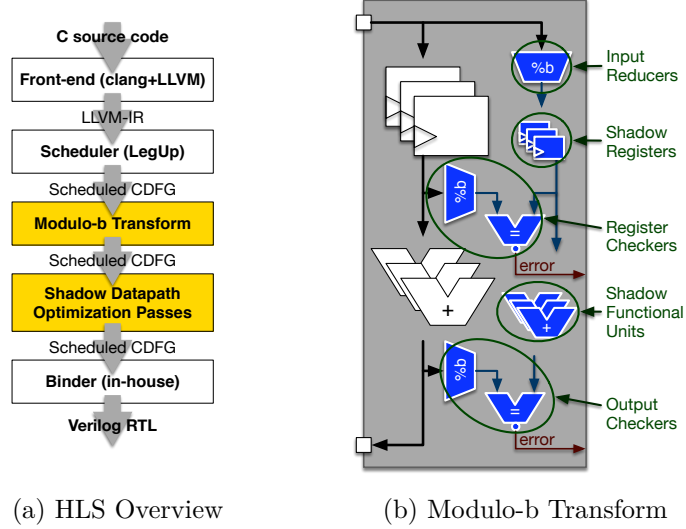 C source code
Front-end (clang+LLVM)
LLVM-IR
Scheduler (LegUp)
Scheduled CDFG
Modulo-b Transform
Scheduled CDFG
Shadow Datapath
Optimization Passes
Scheduled CDFG
Binder (in-house)
Verilog RTL
(a) HLS Overview
%b
Input
Reducers
Shadow
Registers
%b
=
error
Register
Checkers
+
+
Shadow
Functional
Units
%b
=
error
Output
Checkers
(b) Modulo-b Transform